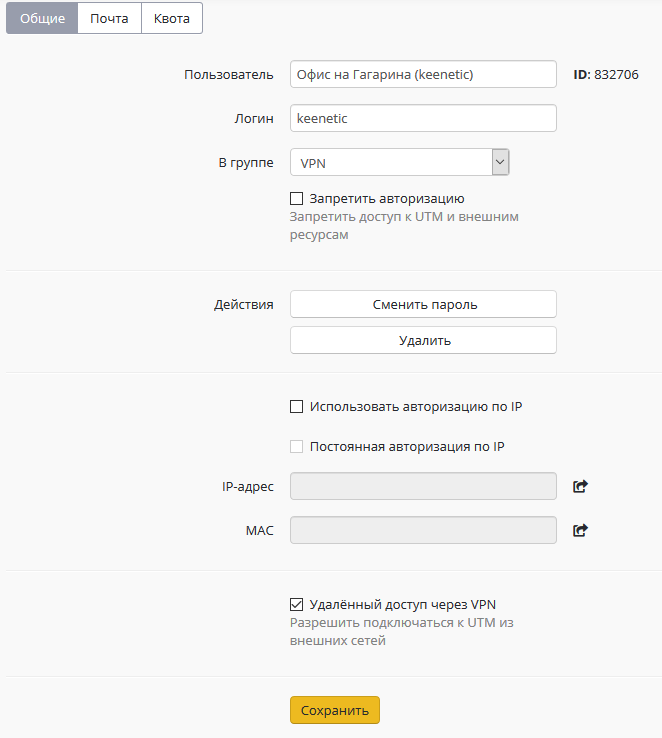 Общие Почта Квота
Пользователь Офис на Гагарина (keenetic) ID: 832706
Логин keenetic
В группе VPN
Запретить авторизацию
Запретить доступ к UTM и внешним
ресурсам
Действия Сменить пароль
Удалить
Использовать авторизацию по IP
Постоянная авторизация по IP
IP-адрес
MAC
Удалённый доступ через VPN
Разрешить подключаться к UTM из
внешних сетей
Сохранить